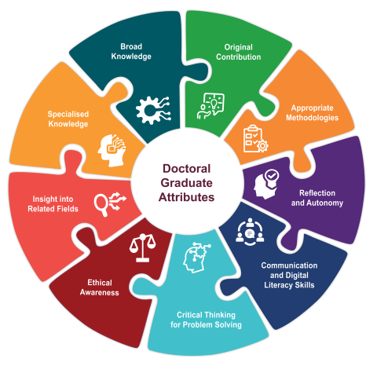 Doctoral
Graduate
Attributes
Broad
Knowledge
Original
Contribution
Appropriate
Methodologies
Reflection
and Autonomy
Communication
and Digital
Literacy Skills
Critical Thinking
for Problem Solving
Ethical
Awareness
Insight into
Related Fields
Specialised
Knowledge